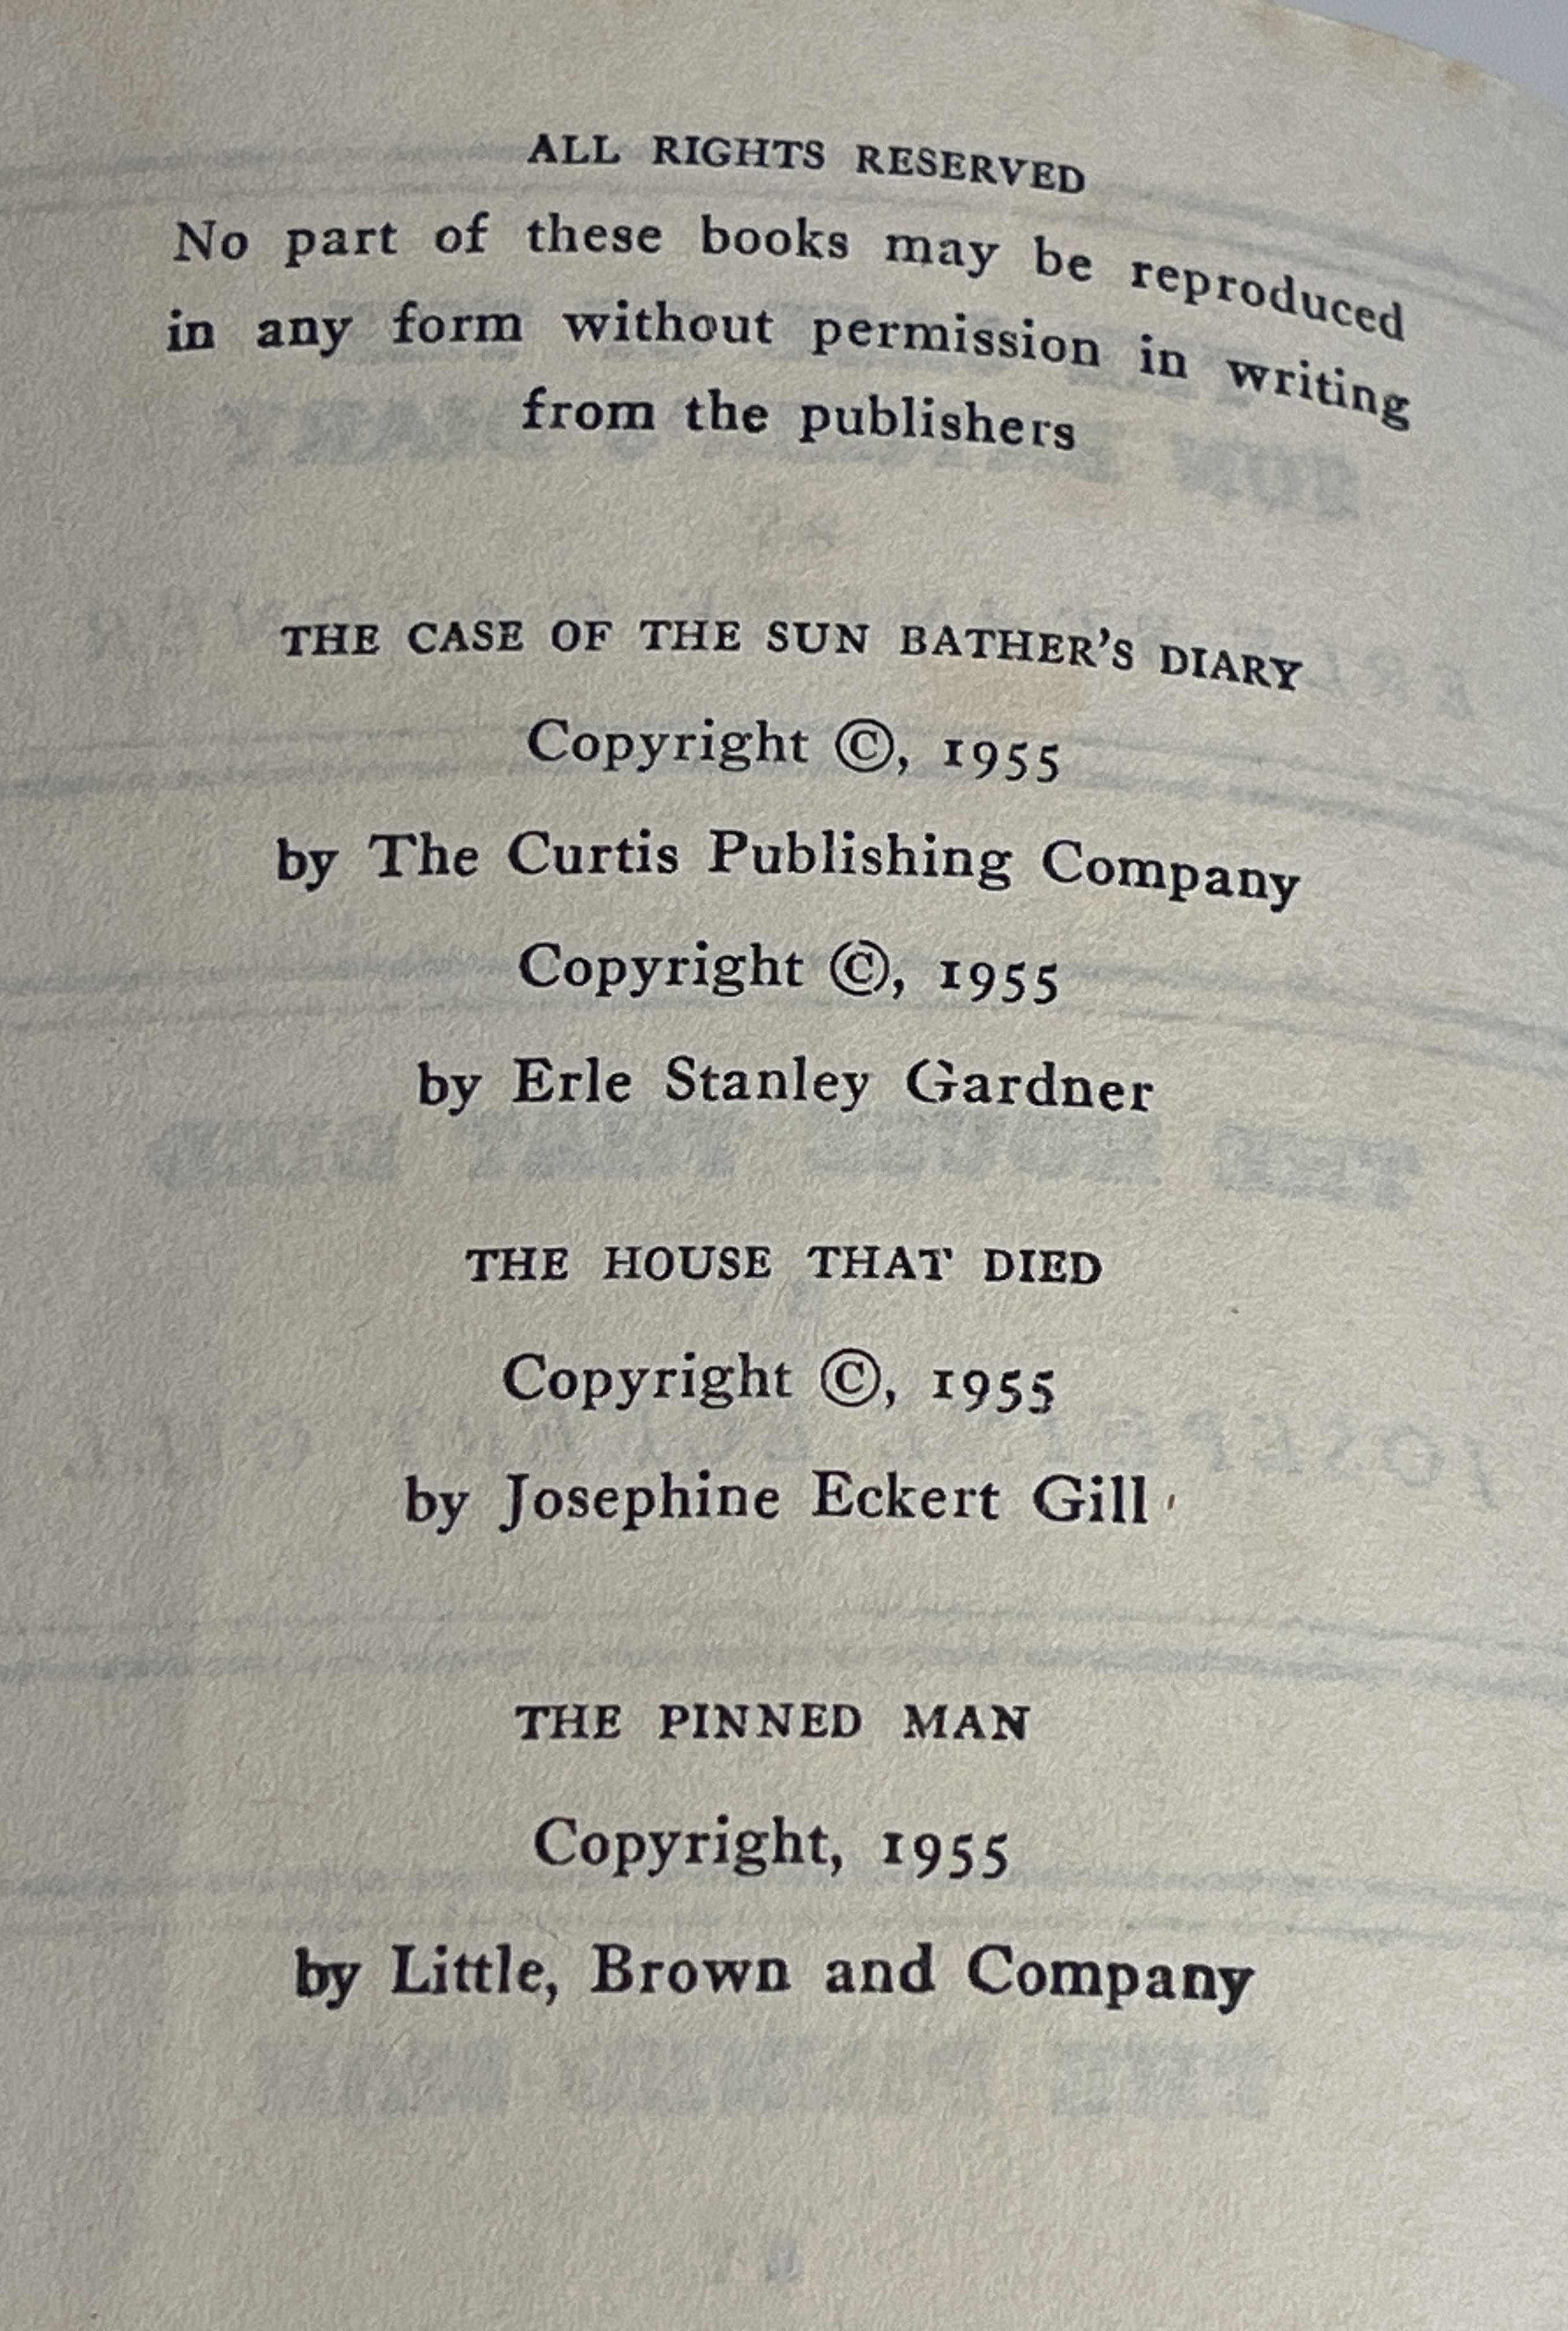 ALL RIGHTS RESERVED
No part of these books may be reproduced
in any form without permission in writing
from the publishers
THE CASE OF THE SUN BATHER'S DIARY
Copyright ©, 1955
by The Curtis Publishing Company
Copyright ©, 1955
by Erle Stanley Gardner
THE HOUSE THAT DIED
Copyright ©, 1955
by Josephine Eckert Gill
THE PINNED MAN
Copyright, 1955
by Little, Brown and Company